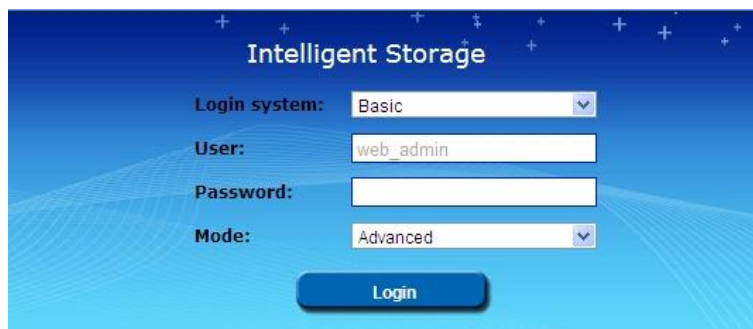 Intelligent Storage
Login system: Basic
User: web_admin
Password:
Mode: Advanced
Login